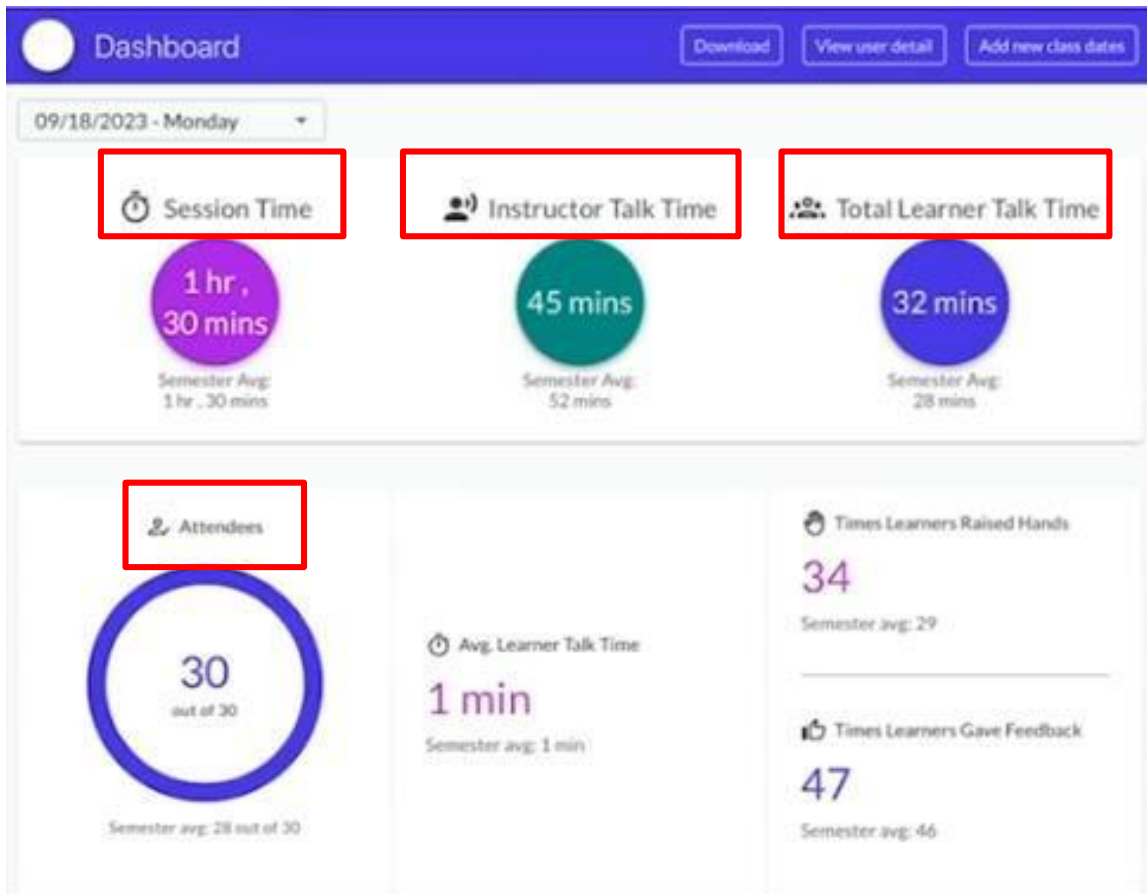 Dashboard
Download
View user detail
Add new class dates
09/18/2023 - Monday
Session Time
1 hr ,
30 mins
Semester Avg:
1 hr , 30 mins
Instructor Talk Time
45 mins
Semester Avg:
52 mins
Total Learner Talk Time
32 mins
Semester Avg:
28 mins
Attendees
30
out of 30
Semester avg: 28 out of 30
Avg. Learner Talk Time
1 min
Semester avg: 1 min
Times Learners Raised Hands
34
Semester avg: 29
Times Learners Gave Feedback
47
Semester avg: 46